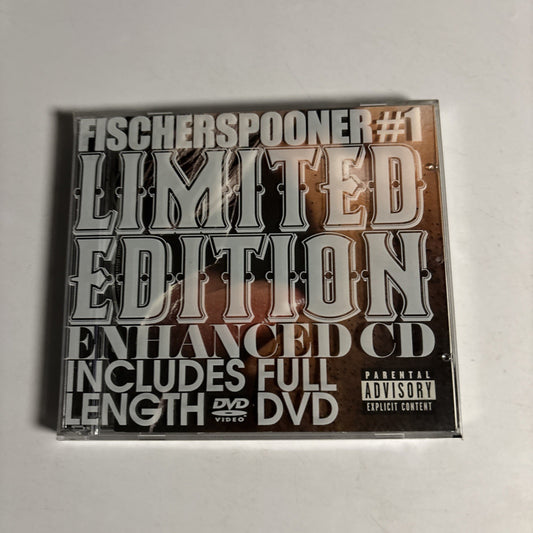 FISCHERSPOONER #1
LIMITED
EDITION
ENHANCED CD
INCLUDES FULL
LENGTH DVD VIDEO DVD
PARENTAL
ADVISORY
EXPLICIT CONTENT